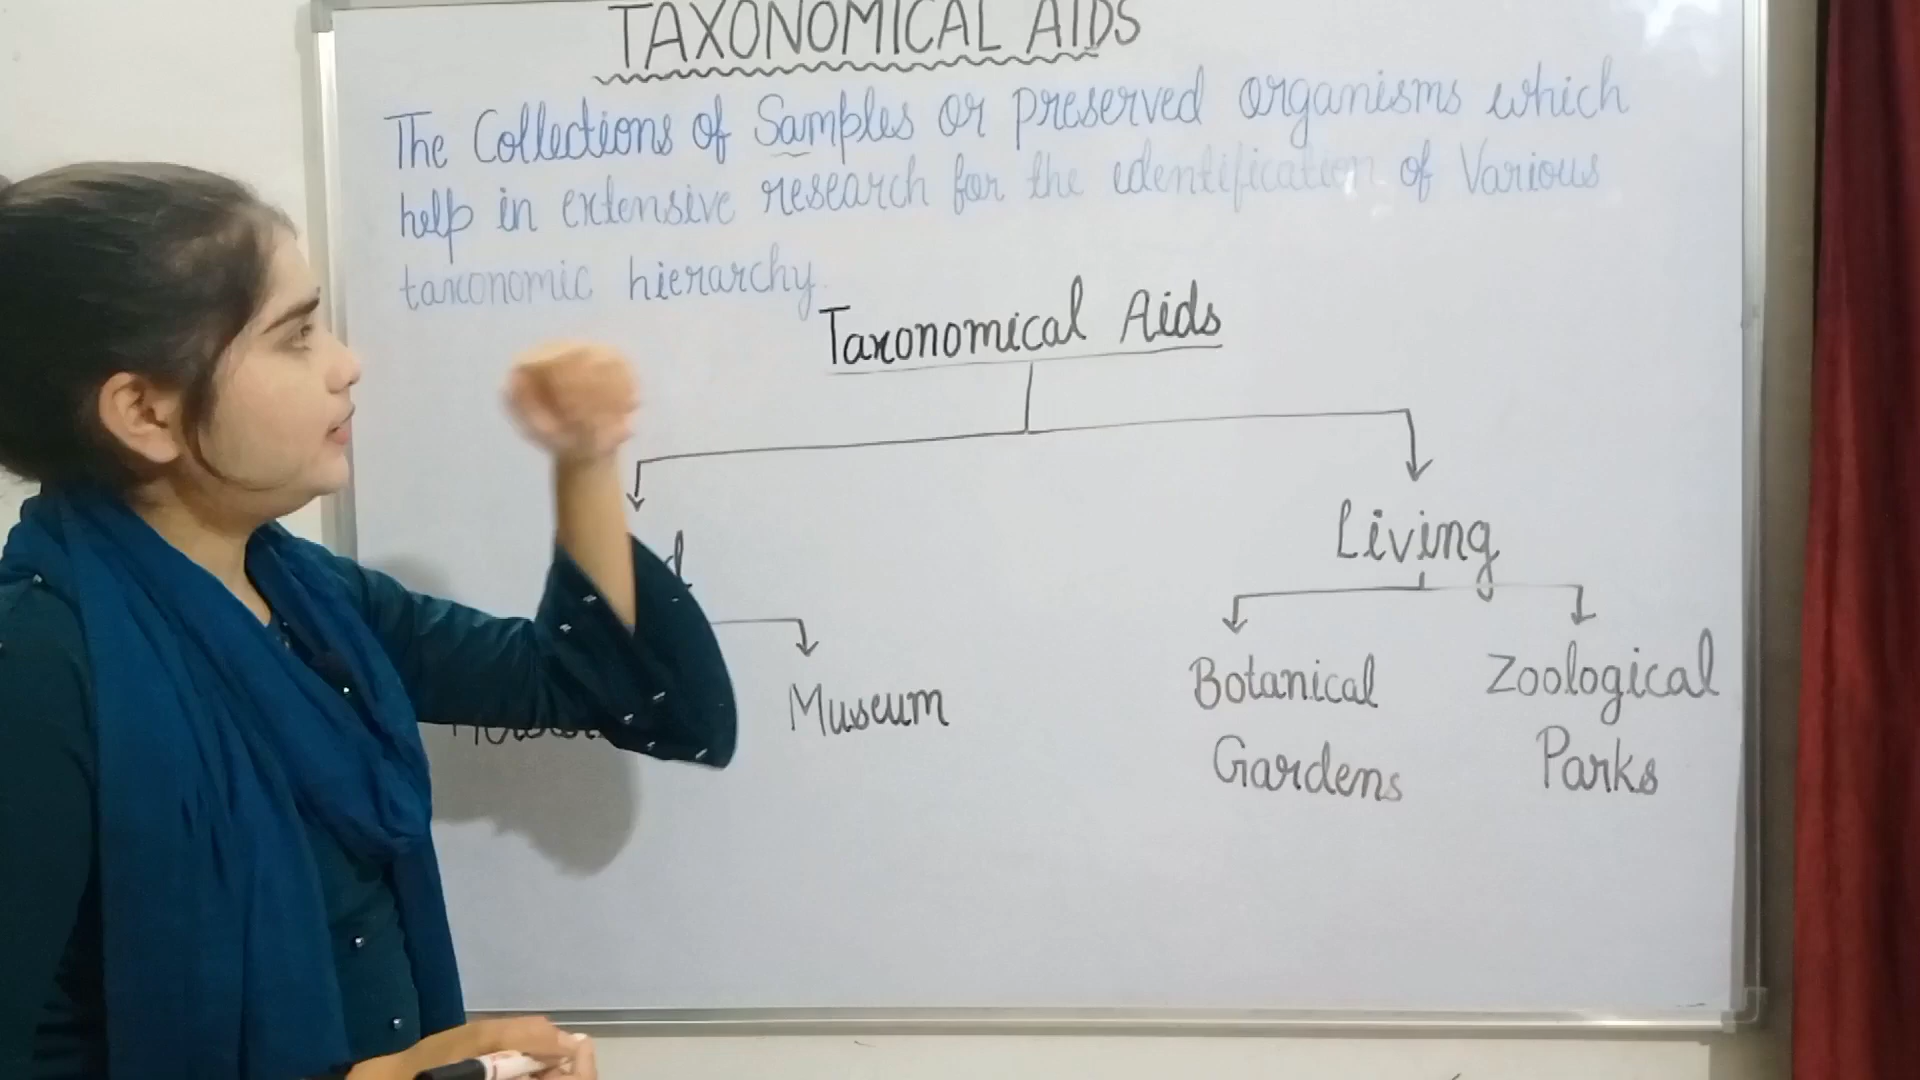 TAXONOMICAL AIDS
The Collections of Samples or preserved organisms which
help in extensive research for the identification of Various
taxonomic hierarchy.
Taxonomical Aids
Living
Museum
Botanical Gardens
Zoological Parks